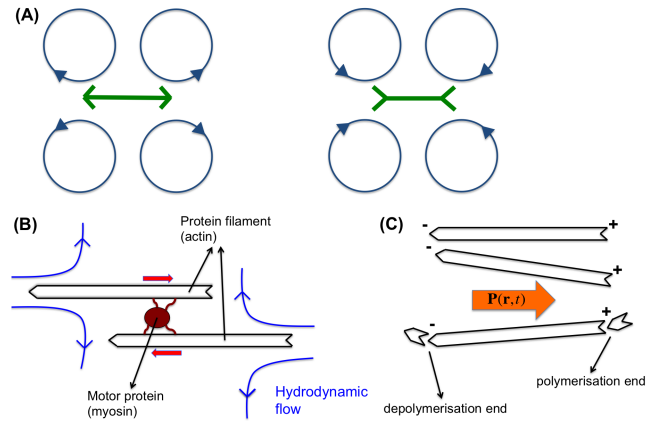 (A)
(B)
Protein filament
(actin)
Motor protein
(myosin)
Hydrodynamic
flow
(C)
-
+
-
+
P(r,t)
-
+
polymerisation end
depolymerisation end